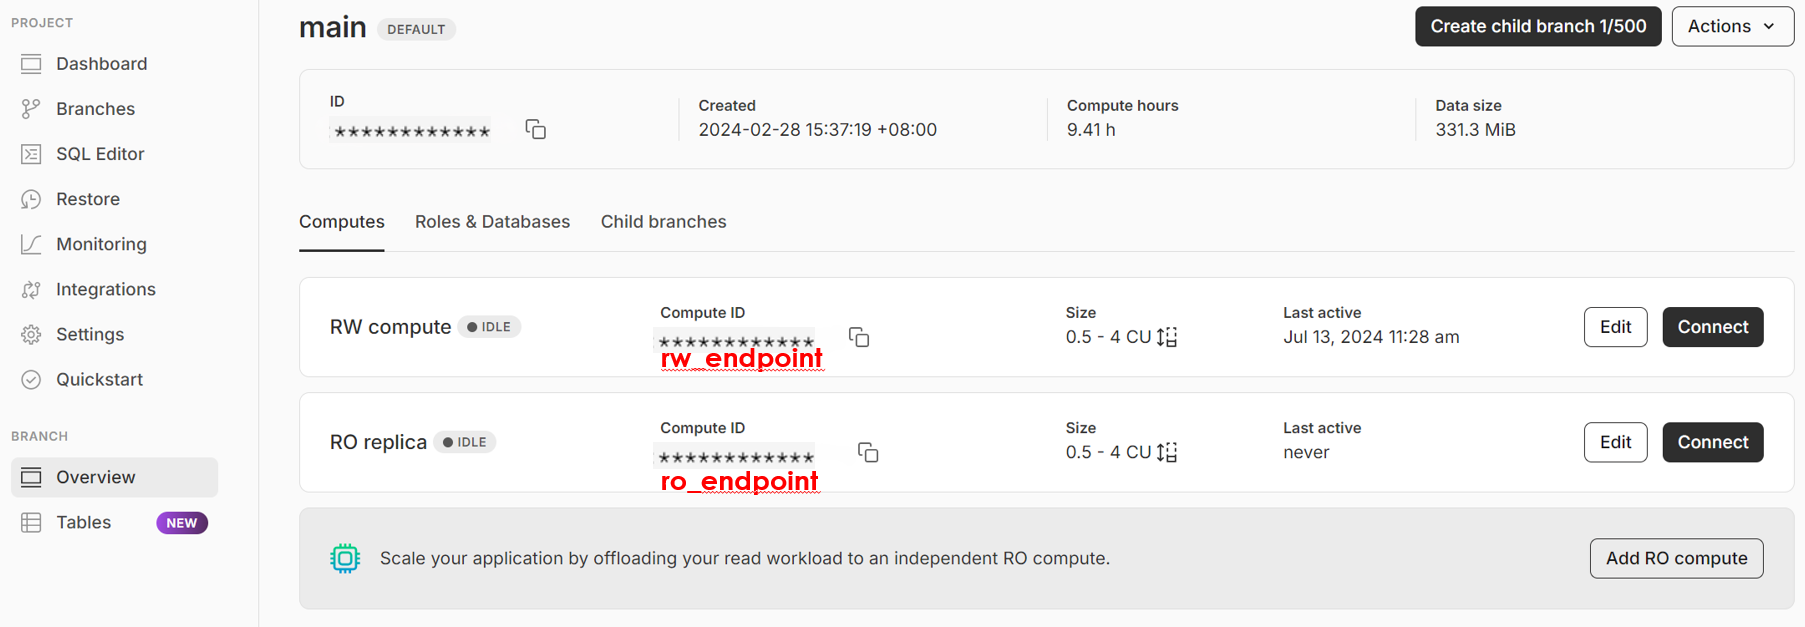 PROJECT
Dashboard
Branches
SQL Editor
Restore
Monitoring
Integrations
Settings
Quickstart
BRANCH
Overview
Tables NEW
main DEFAULT
Create child branch 1/500
Actions
ID
************
Created
2024-02-28 15:37:19 +08:00
Compute hours
9.41 h
Data size
331.3 MiB
Computes Roles & Databases Child branches
RW compute IDLE
Compute ID
************
rw_endpoint
Size
0.5 - 4 CU
Last active
Jul 13, 2024 11:28 am
Edit
Connect
RO replica IDLE
Compute ID
************
ro_endpoint
Size
0.5 - 4 CU
Last active
never
Edit
Connect
Scale your application by offloading your read workload to an independent RO compute.
Add RO compute